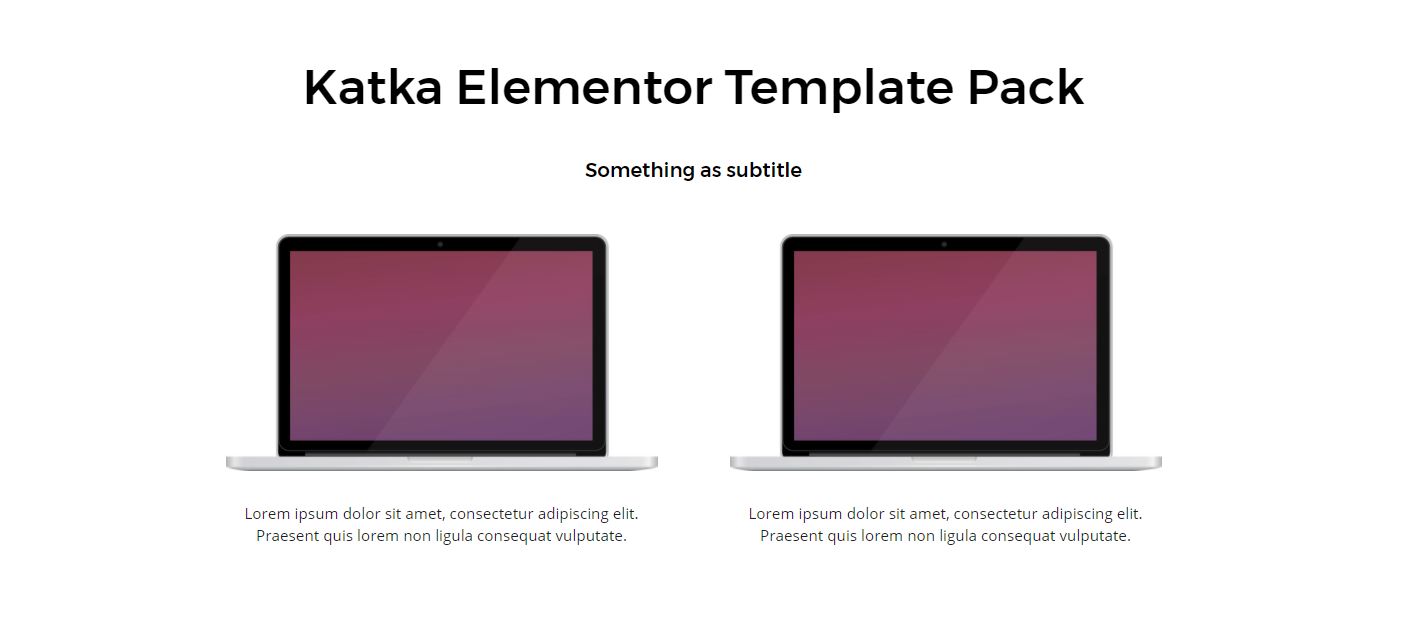 Katka Elementor Template Pack
Something as subtitle
Lorem ipsum dolor sit amet, consectetur adipiscing elit.
Praesent quis lorem non ligula consequat vulputate.
Lorem ipsum dolor sit amet, consectetur adipiscing elit.
Praesent quis lorem non ligula consequat vulputate.